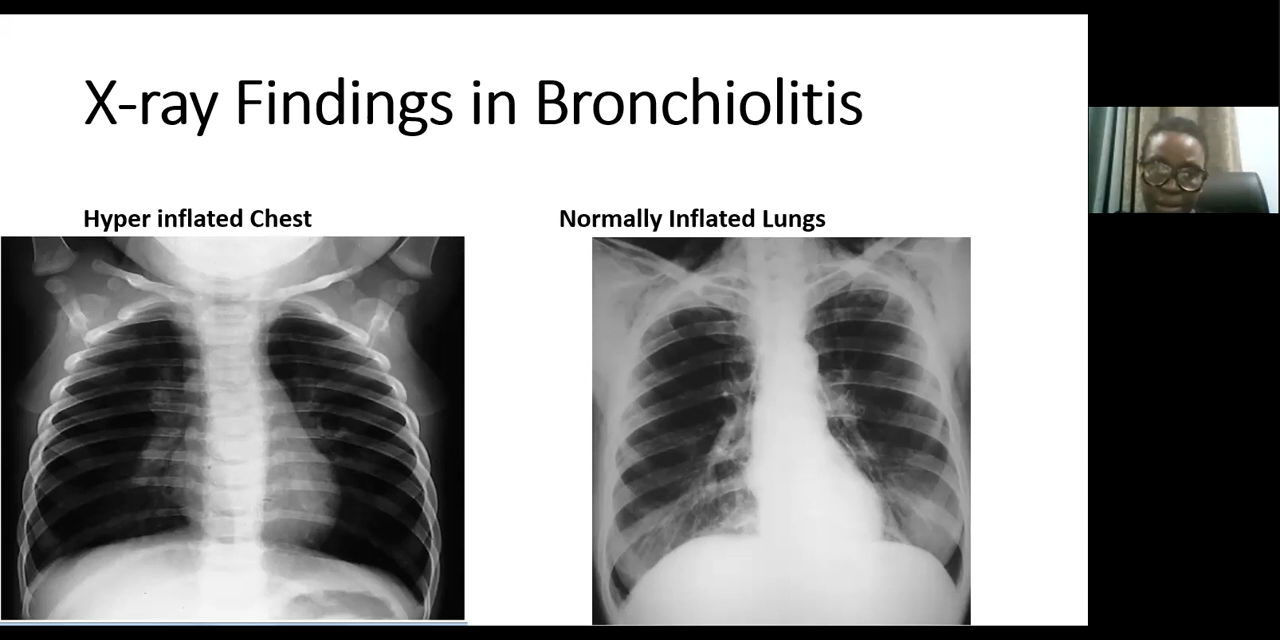 X-ray Findings in Bronchiolitis
Hyper inflated Chest
Normally Inflated Lungs